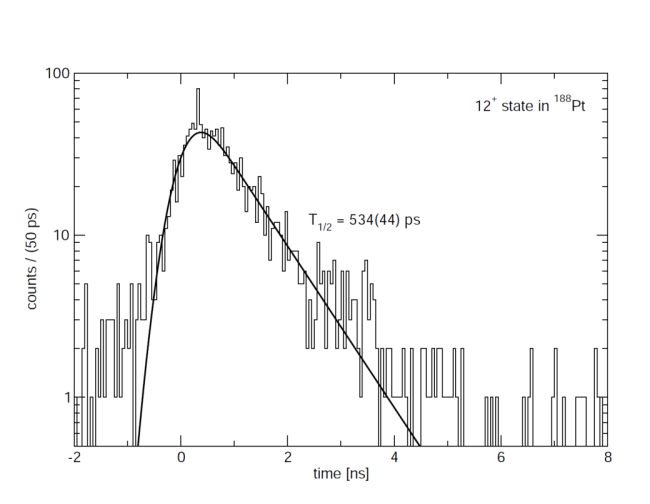 100
12+ state in 188Pt
T1/2 = 534(44) ps
10
counts / (50 ps)
1
-2 0 2 4 6 8
time [ns]